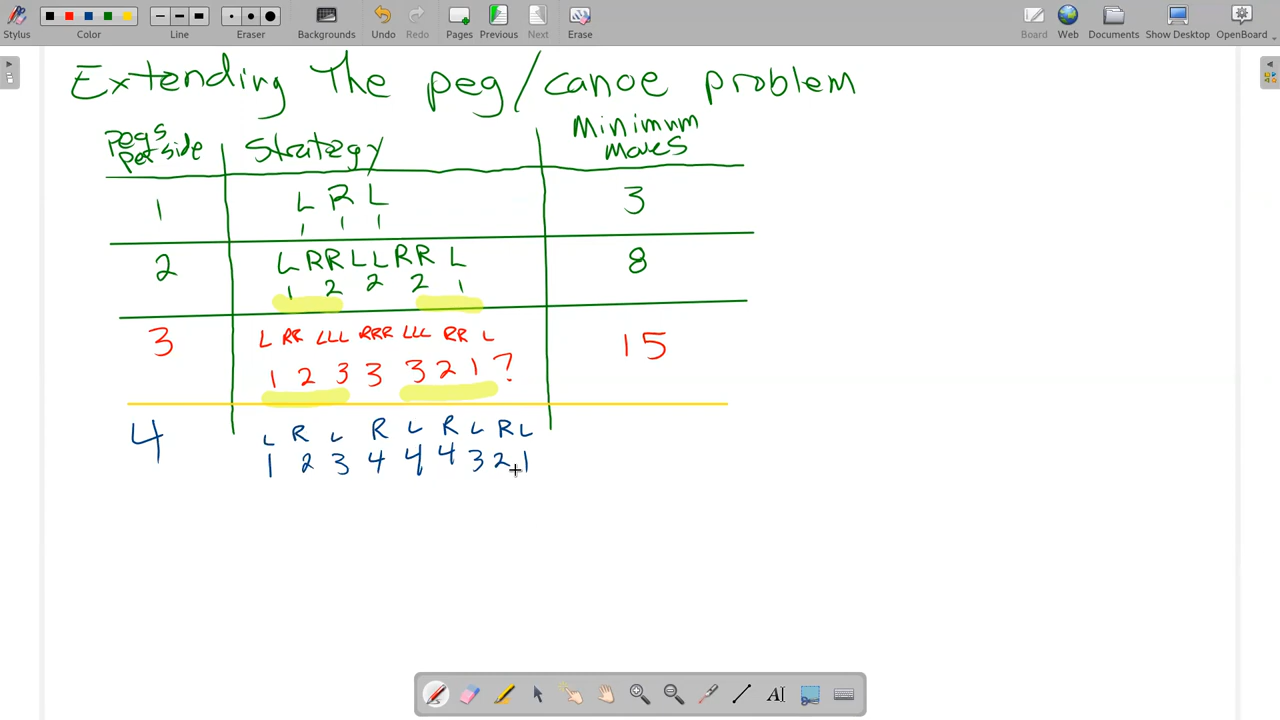 Stylus Color Line Eraser Backgrounds Undo Redo Pages Previous Next Erase Board Web Documents Show Desktop OpenBoard
Extending The peg/canoe problem
pegs per side Strategy Minimum Moves
1 L R L 3
1 1 1
2 L RR LL RR L 8
1 2 2 2 1
3 L RR LLL RRR LLL RR L 15
1 2 3 3 3 2 1 ?
4 L R L R L R L R L
1 2 3 4 4 4 3 2 1
AI